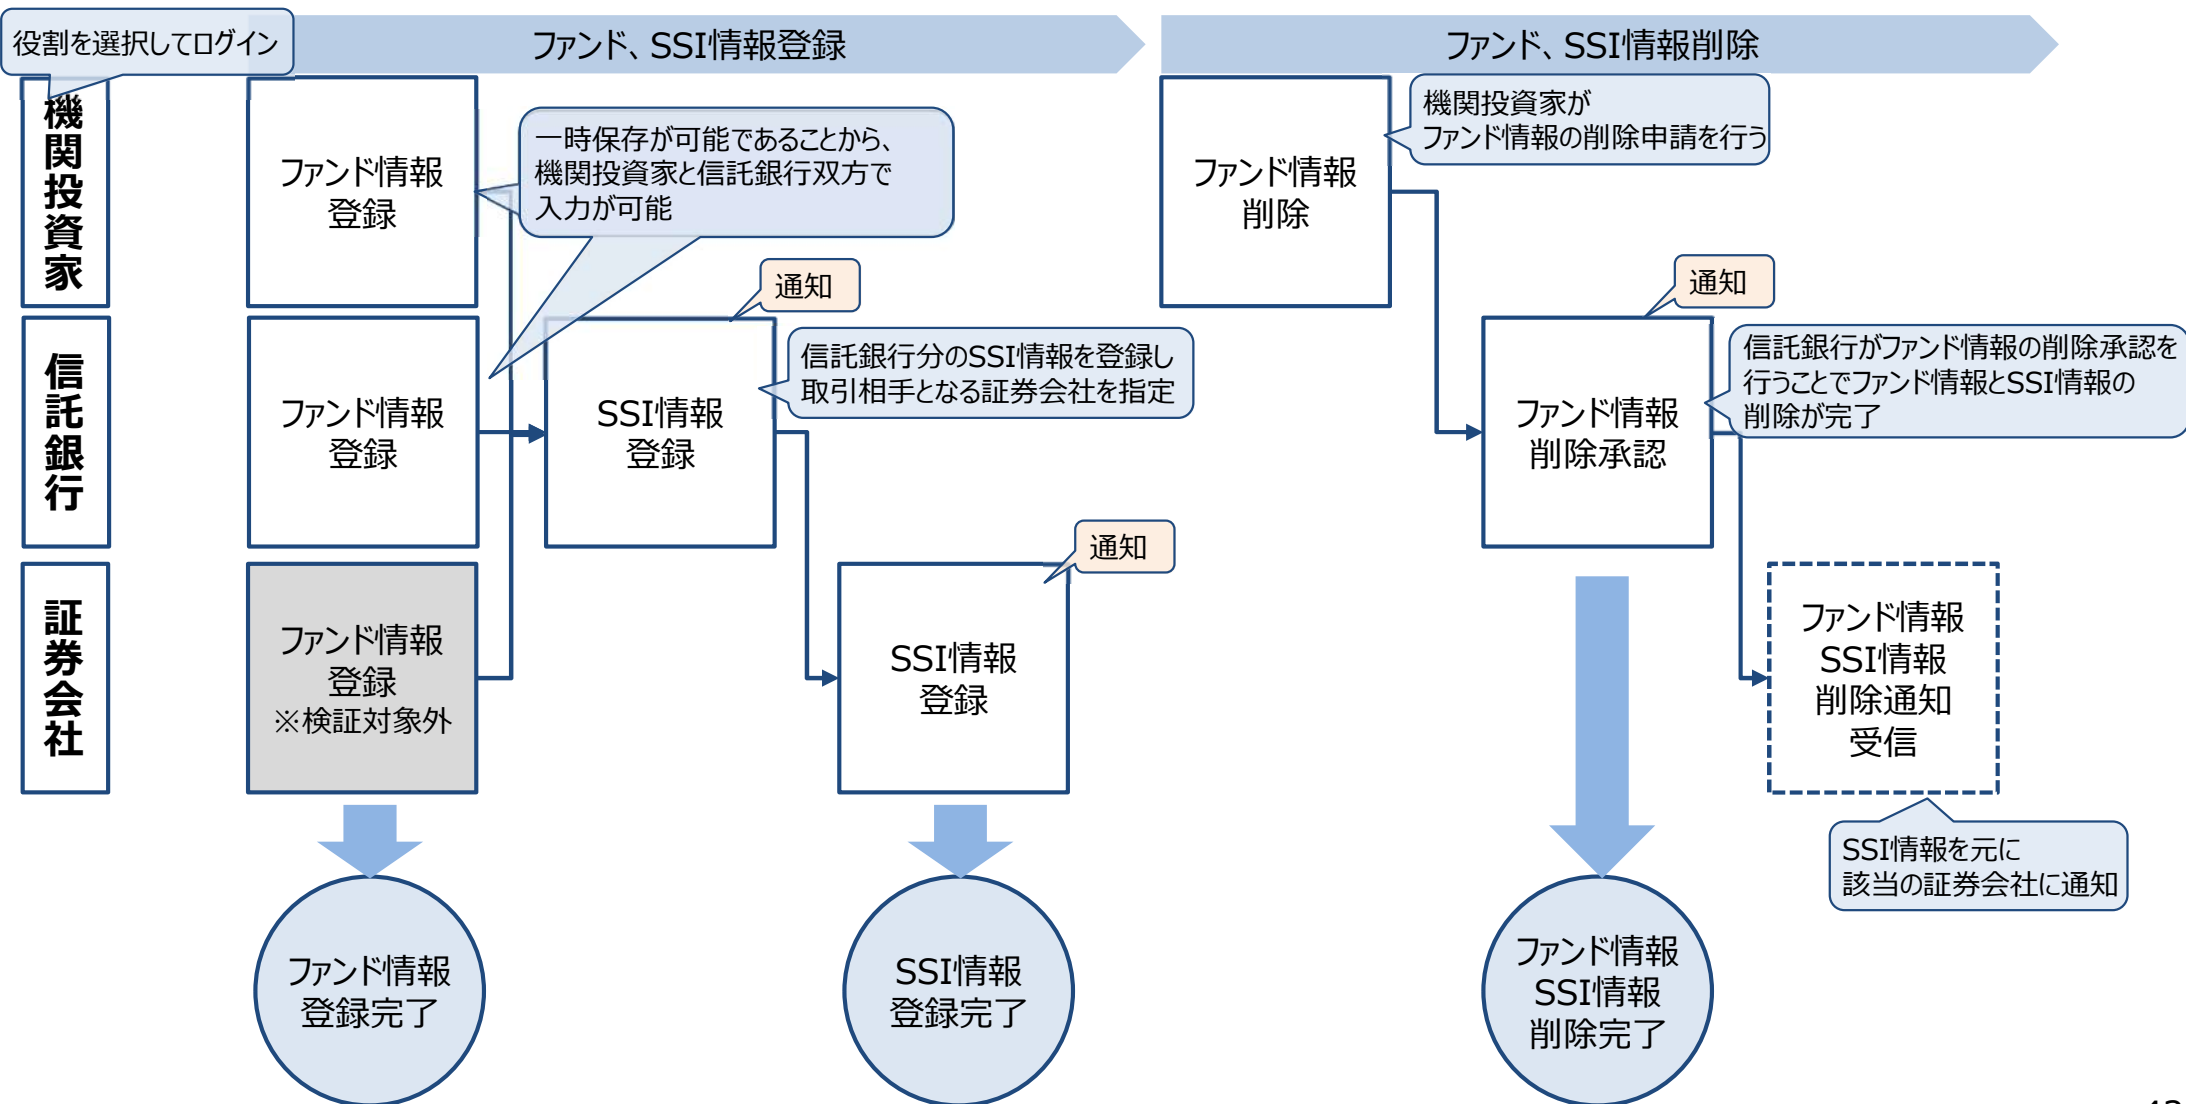 役割を選択してログイン
ファンド、SSI情報登録
ファンド、SSI情報削除
機関投資家
ファンド情報
登録
一時保存が可能であることから、
機関投資家と信託銀行双方で
入力が可能
ファンド情報
削除
機関投資家が
ファンド情報の削除申請を行う
信託銀行
ファンド情報
登録
通知
SSI情報
登録
信託銀行分のSSI情報を登録し
取引相手となる証券会社を指定
通知
ファンド情報
削除承認
信託銀行がファンド情報の削除承認を
行うことでファンド情報とSSI情報の
削除が完了
証券会社
ファンド情報
登録
※検証対象外
通知
SSI情報
登録
ファンド情報
SSI情報
削除通知
受信
SSI情報を元に
該当の証券会社に通知
ファンド情報
登録完了
SSI情報
登録完了
ファンド情報
SSI情報
削除完了